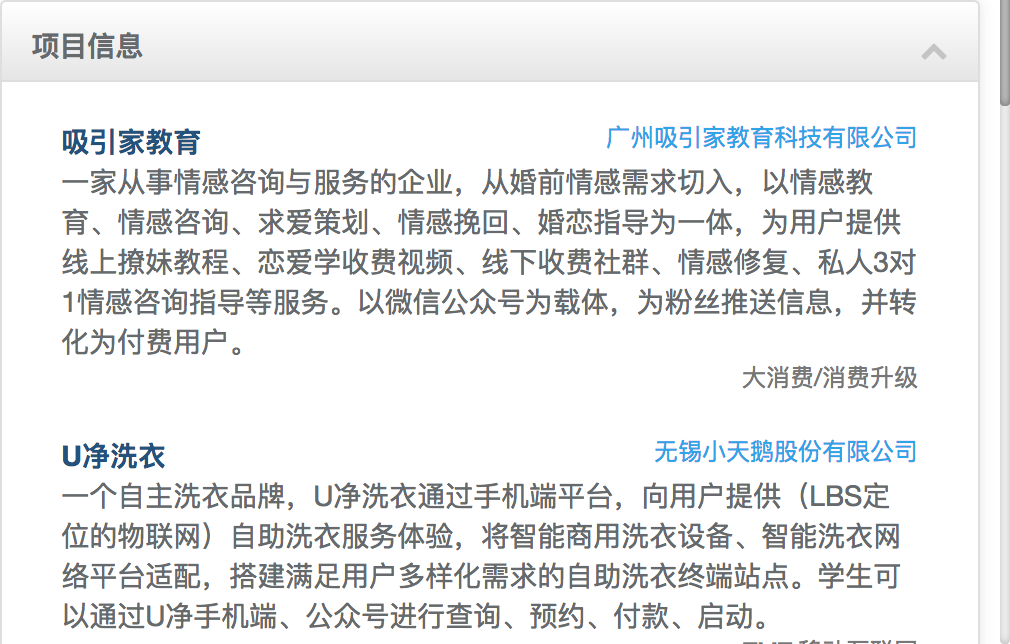 项目信息
吸引家教育
广州吸引家教育科技有限公司
一家从事情感咨询与服务的企业，从婚前情感需求切入，以情感教
育、情感咨询、求爱策划、情感挽回、婚恋指导为一体，为用户提供
线上撩妹教程、恋爱学收费视频、线下收费社群、情感修复、私人3对
1情感咨询指导等服务。以微信公众号为载体，为粉丝推送信息，并转
化为付费用户。
大消费/消费升级
U净洗衣
无锡小天鹅股份有限公司
一个自主洗衣品牌，U净洗衣通过手机端平台，向用户提供（LBS定
位的物联网）自助洗衣服务体验，将智能商用洗衣设备、智能洗衣网
络平台适配，搭建满足用户多样化需求的自助洗衣终端站点。学生可
以通过U净手机端、公众号进行查询、预约、付款、启动。